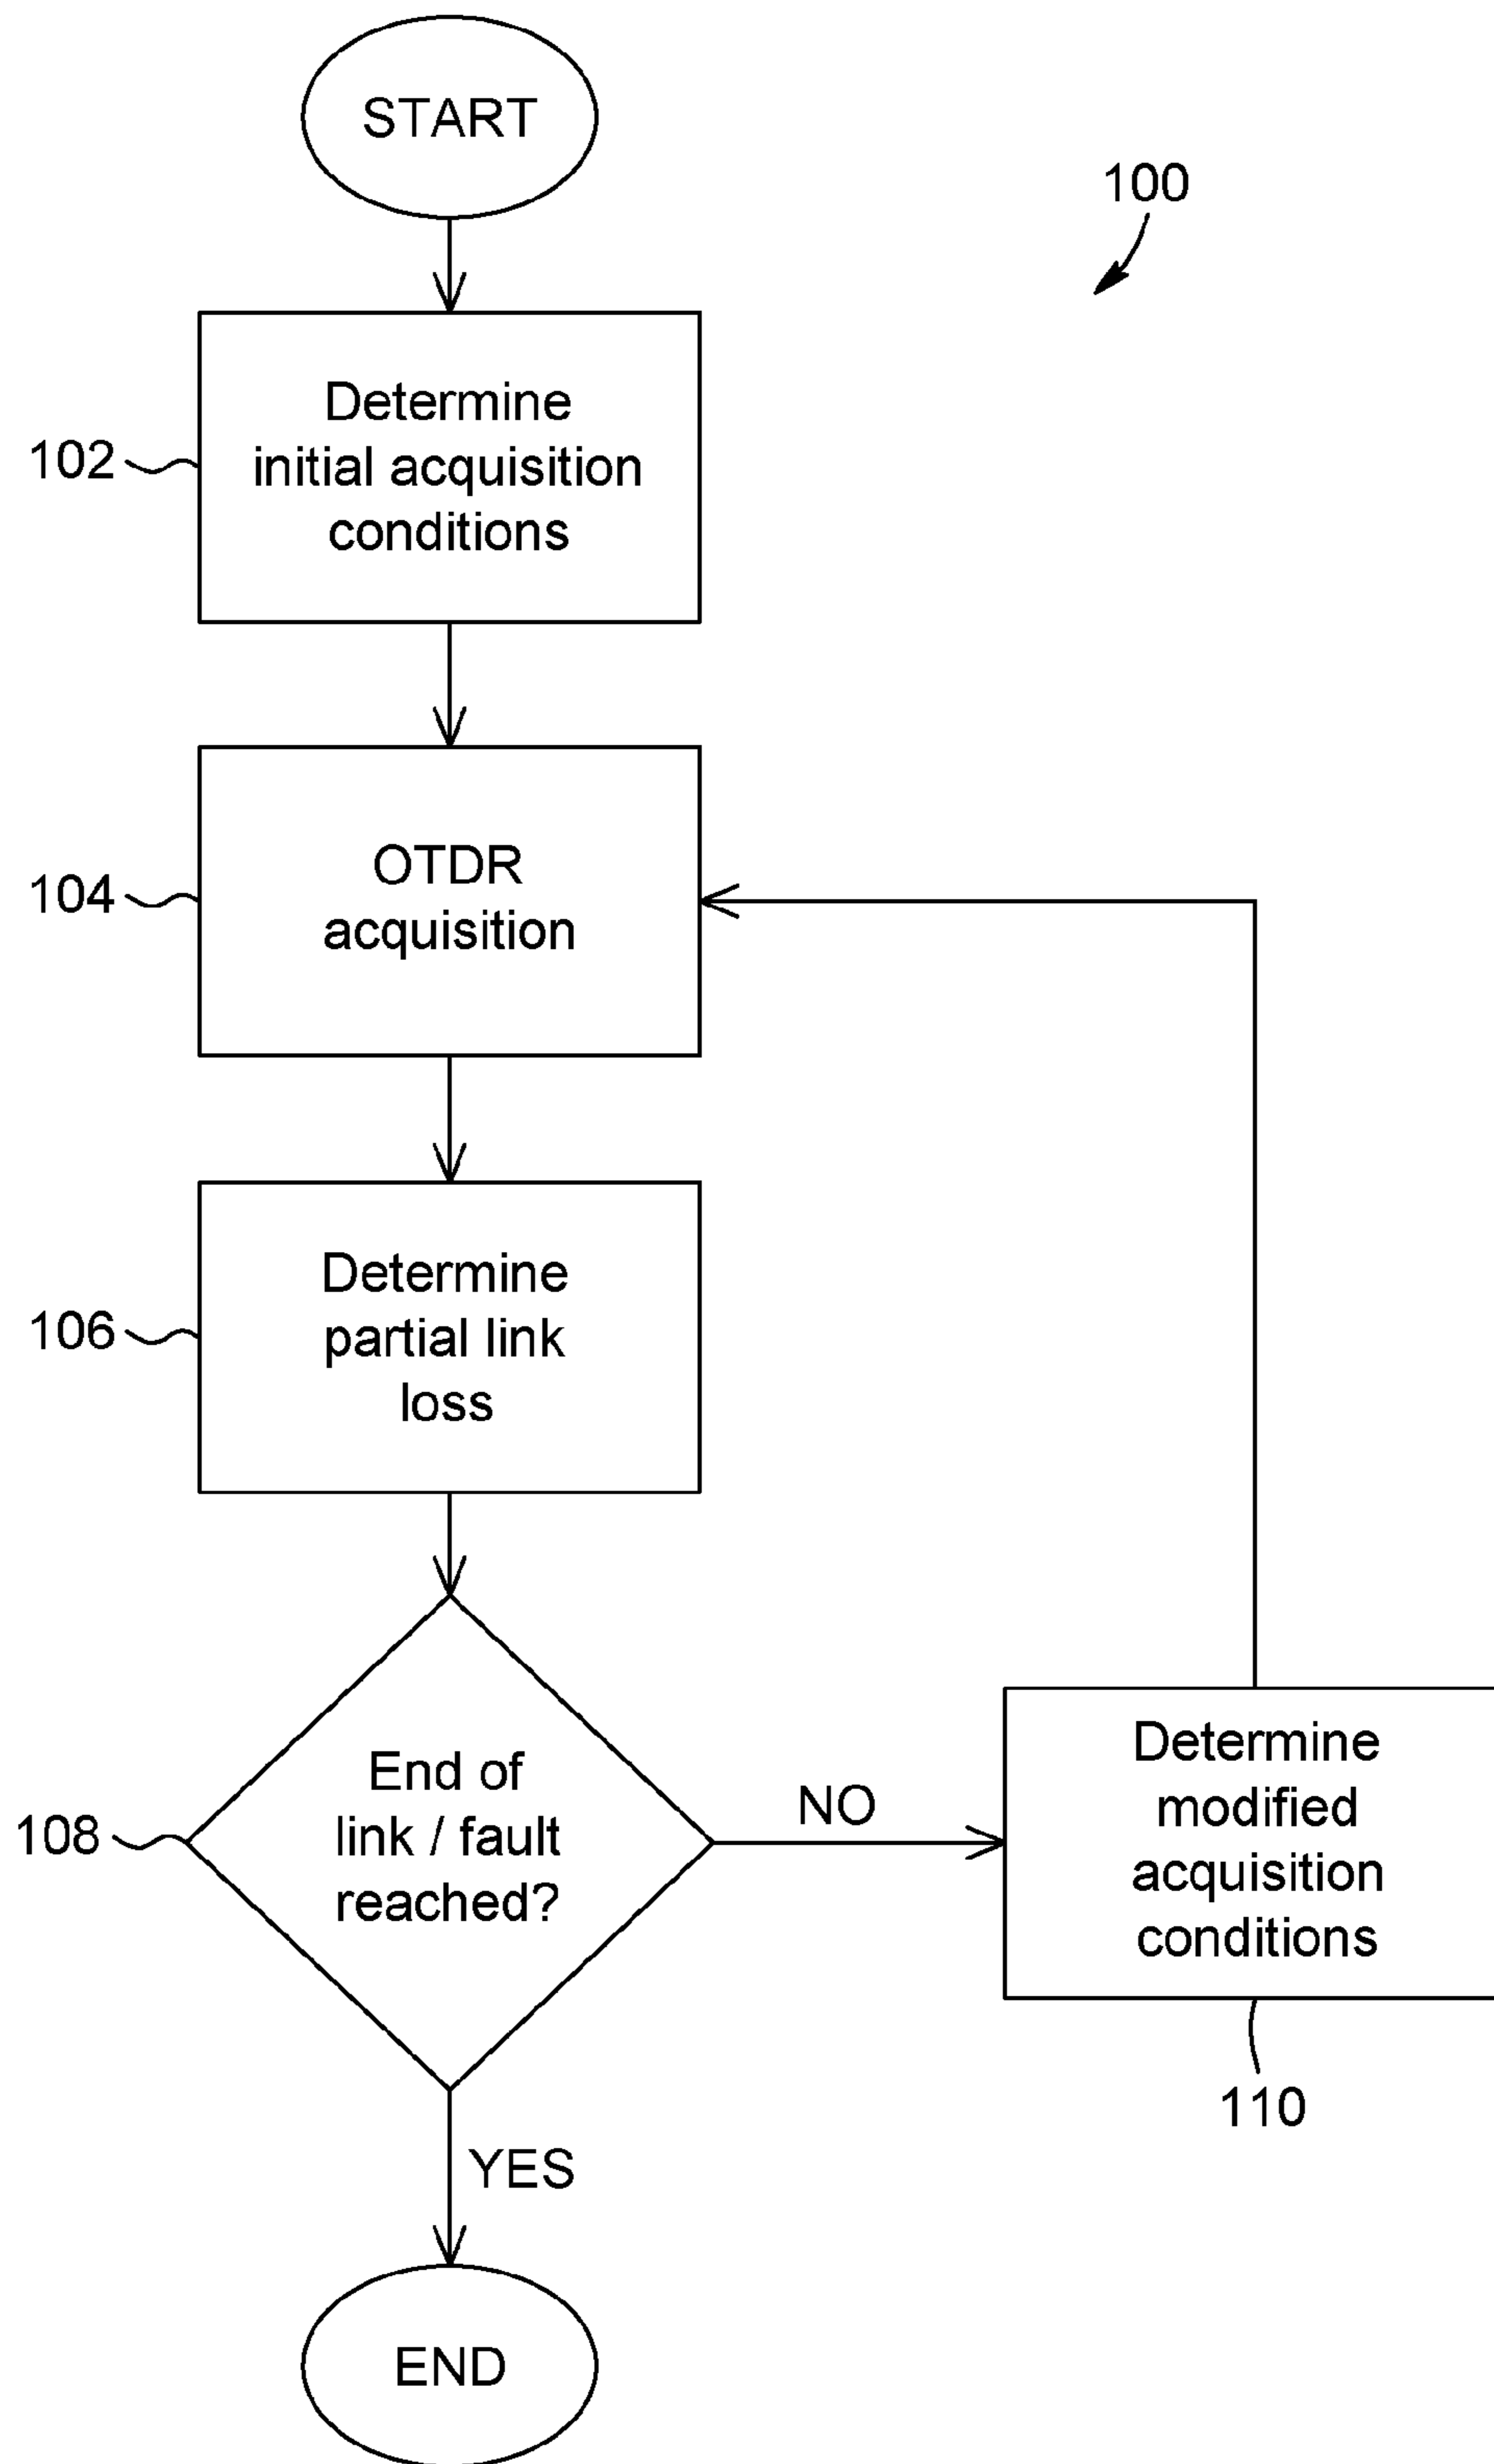 START
100
Determine
initial acquisition
conditions
102
OTDR
acquisition
104
Determine
partial link
loss
106
End of
link / fault
reached?
108
NO
Determine
modified
acquisition
conditions
110
YES
END